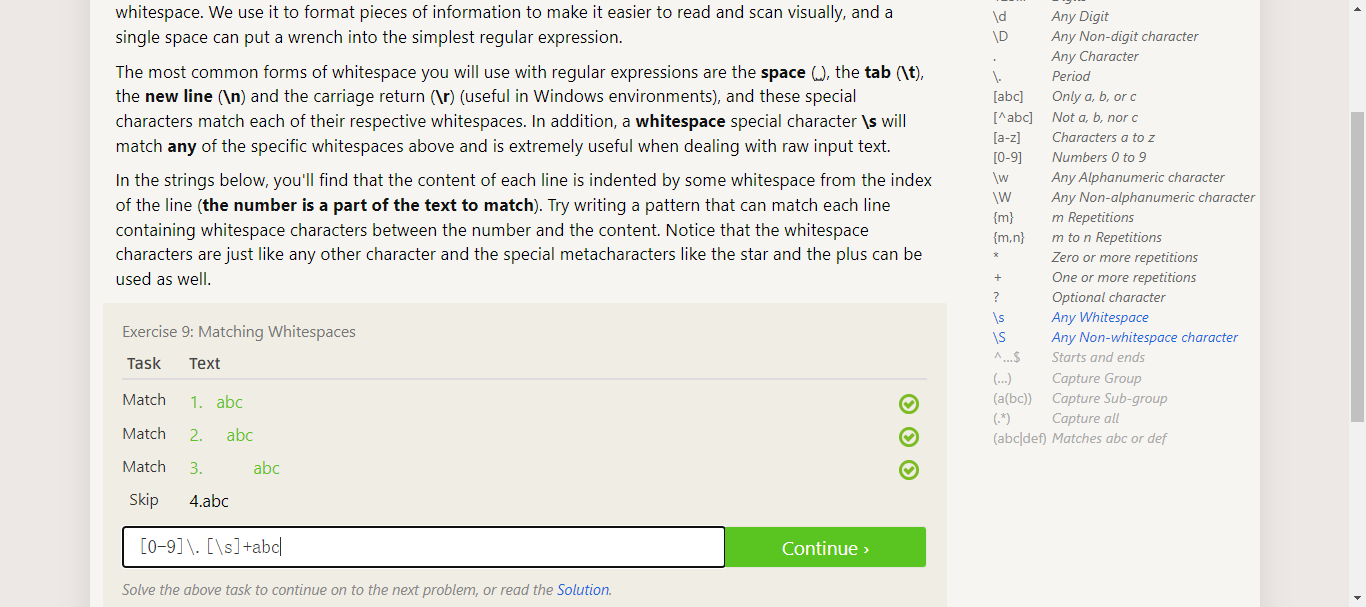 whitespace. We use it to format pieces of information to make it easier to read and scan visually, and a
single space can put a wrench into the simplest regular expression.
The most common forms of whitespace you will use with regular expressions are the space (␣), the tab (\t),
the new line (\n) and the carriage return (\r) (useful in Windows environments), and these special
characters match each of their respective whitespaces. In addition, a whitespace special character \s will
match any of the specific whitespaces above and is extremely useful when dealing with raw input text.
In the strings below, you'll find that the content of each line is indented by some whitespace from the index
of the line (the number is a part of the text to match). Try writing a pattern that can match each line
containing whitespace characters between the number and the content. Notice that the whitespace
characters are just like any other character and the special metacharacters like the star and the plus can be
used as well.
Exercise 9: Matching Whitespaces
Task Text
Match 1. abc
Match 2. abc
Match 3. abc
Skip 4.abc
[0-9]\.[\s]+abc
Continue ›
Solve the above task to continue on to the next problem, or read the Solution.
\d Any Digit
\D Any Non-digit character
. Any Character
\. Period
[abc] Only a, b, or c
[^abc] Not a, b, nor c
[a-z] Characters a to z
[0-9] Numbers 0 to 9
\w Any Alphanumeric character
\W Any Non-alphanumeric character
{m} m Repetitions
{m,n} m to n Repetitions
* Zero or more repetitions
+ One or more repetitions
? Optional character
\s Any Whitespace
\S Any Non-whitespace character
^…$ Starts and ends
(…) Capture Group
(a(bc)) Capture Sub-group
(.*) Capture all
(abc|def) Matches abc or def